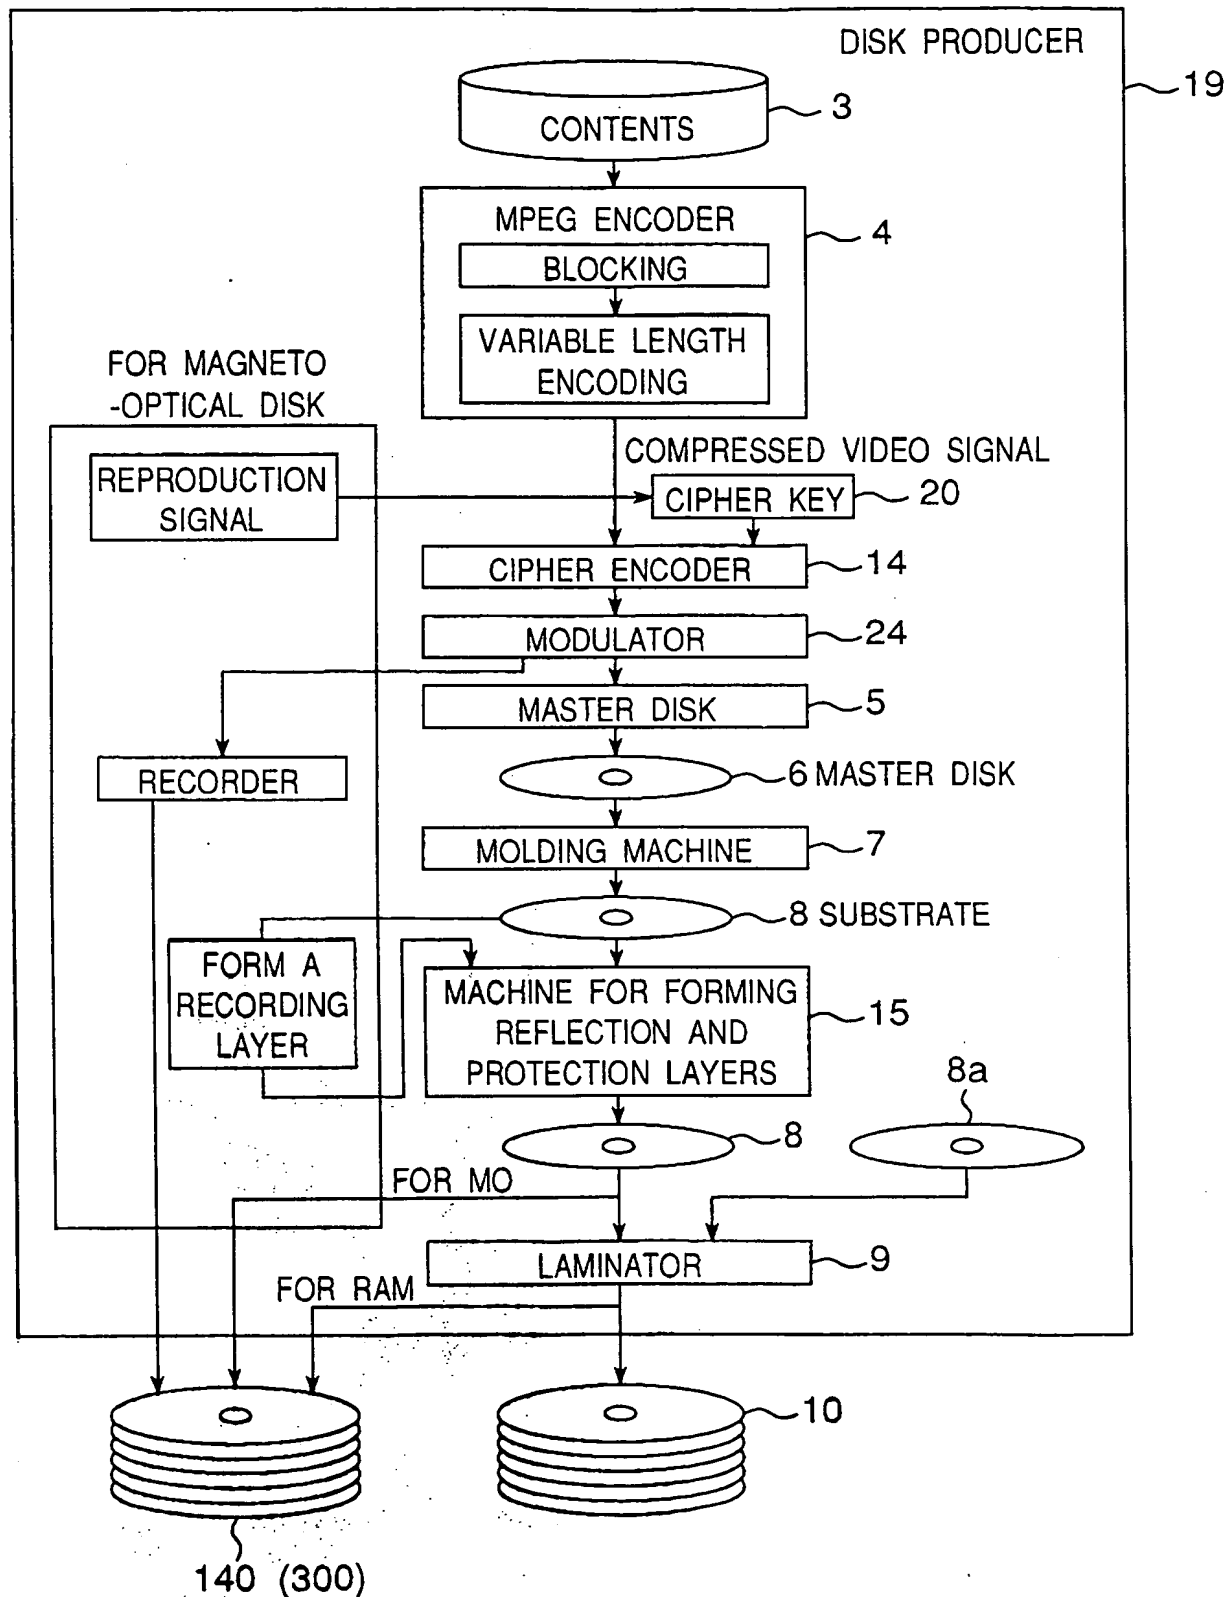 DISK PRODUCER
19
CONTENTS
3
MPEG ENCODER
4
BLOCKING
VARIABLE LENGTH
ENCODING
FOR MAGNETO
-OPTICAL DISK
COMPRESSED VIDEO SIGNAL
REPRODUCTION
SIGNAL
CIPHER KEY
20
CIPHER ENCODER
14
MODULATOR
24
MASTER DISK
5
RECORDER
6 MASTER DISK
MOLDING MACHINE
7
8 SUBSTRATE
FORM A
RECORDING
LAYER
MACHINE FOR FORMING
REFLECTION AND
PROTECTION LAYERS
15
8a
8
FOR MO
LAMINATOR
9
FOR RAM
10
140 (300)